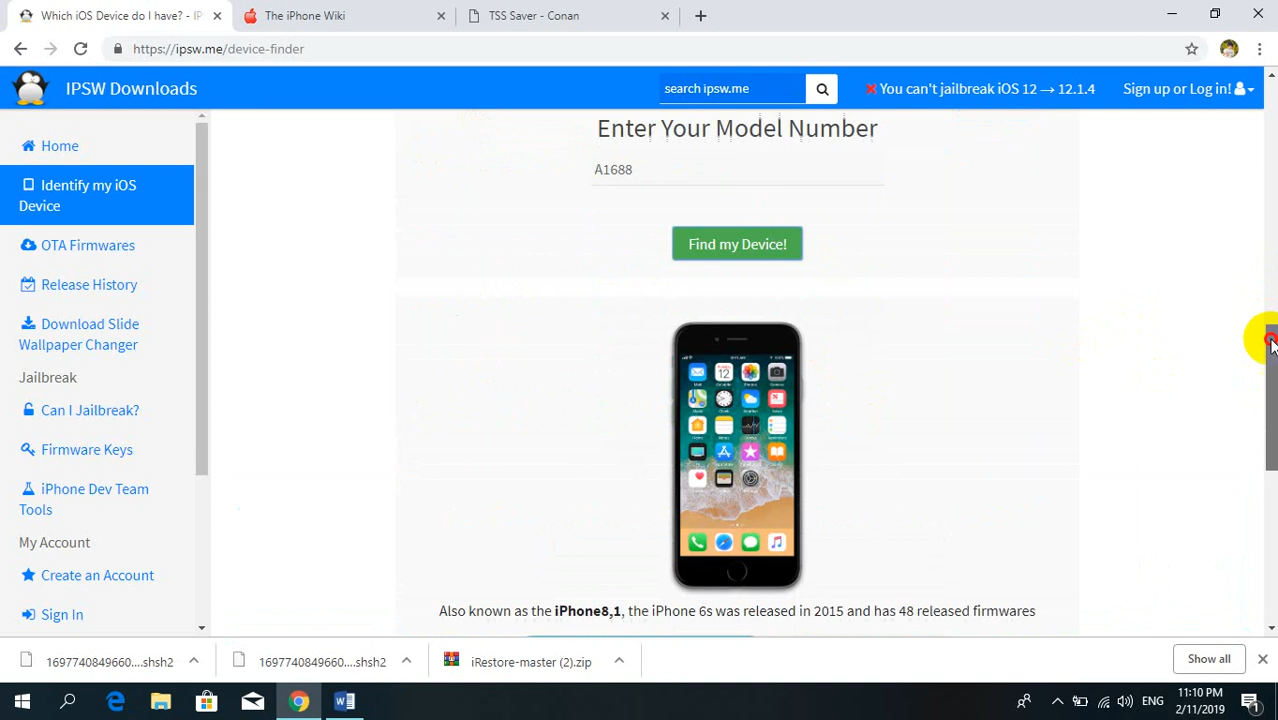 Which iOS Device do I have? - IP
The iPhone Wiki
TSS Saver - Conan
https://ipsw.me/device-finder
IPSW Downloads
search ipsw.me
You can't jailbreak iOS 12 → 12.1.4
Sign up or Log in!
Home
Identify my iOS
Device
OTA Firmwares
Release History
Download Slide
Wallpaper Changer
Jailbreak
Can I Jailbreak?
Firmware Keys
iPhone Dev Team
Tools
My Account
Create an Account
Sign In
Enter Your Model Number
A1688
Find my Device!
Also known as the iPhone8,1, the iPhone 6s was released in 2015 and has 48 released firmwares
1697740849660....shsh2
1697740849660....shsh2
iRestore-master (2).zip
Show all
ENG
11:10 PM
2/11/2019